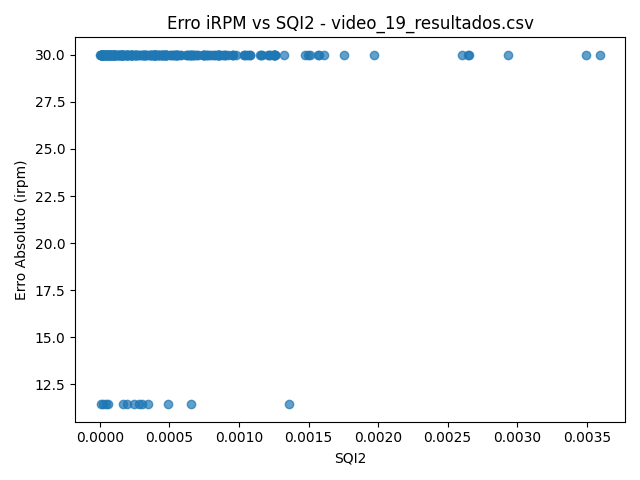 Erro iRPM vs SQI2 - video_19_resultados.csv
30.0
27.5
25.0
22.5
20.0
17.5
15.0
12.5
Erro Absoluto (irpm)
0.0000 0.0005 0.0010 0.0015 0.0020 0.0025 0.0030 0.0035
SQI2